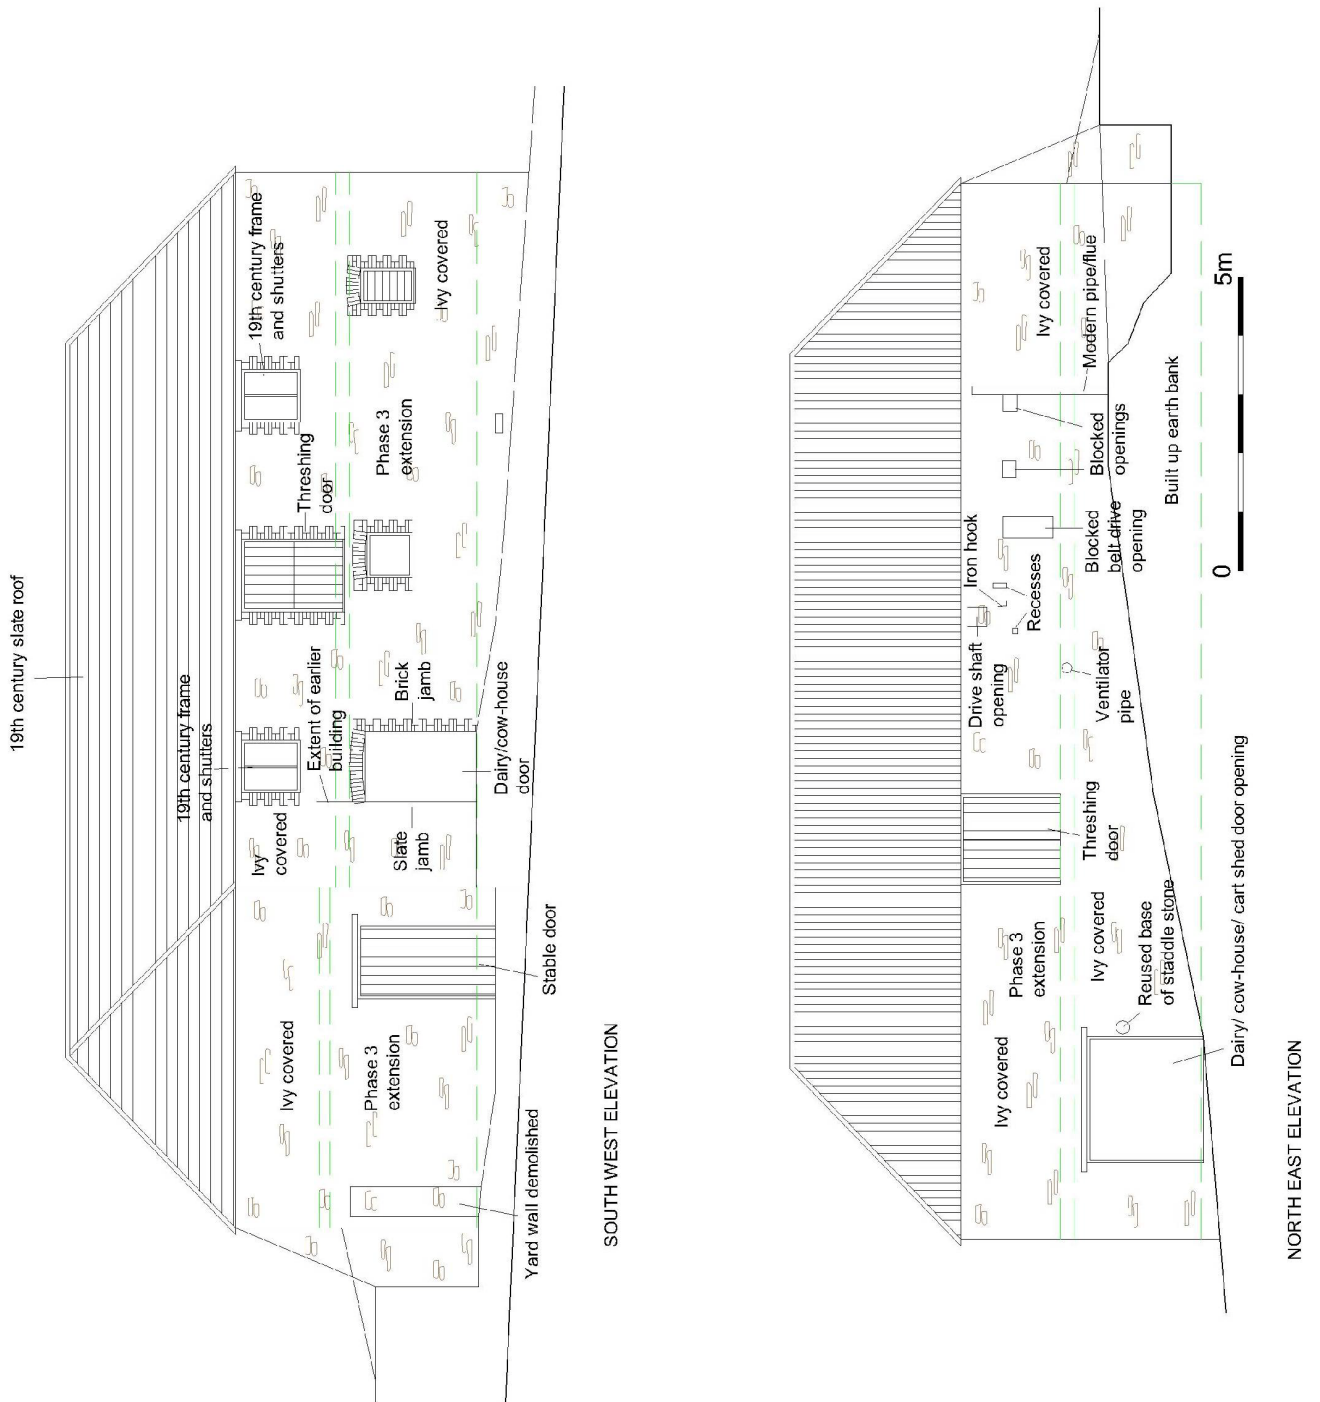 19th century slate roof
19th century frame
and shutters
Ivy covered
Phase 3
extension
Threshing
door
Extent of earlier
building
Brick
jamb
Dairy/cow-house
door
19th century frame
and shutters
Ivy
covered
Slate
jamb
Stable door
Ivy covered
Phase 3
extension
Yard wall demolished
SOUTH WEST ELEVATION
Ivy covered
Modern pipe/flue
Built up earth bank
Blocked
openings
Blocked
belt drive
opening
Iron hook
Recesses
Drive shaft
opening
Ventilator
pipe
Threshing
door
Phase 3
extension
Ivy covered
Reused base
of staddle stone
Ivy covered
Dairy/ cow-house/ cart shed door opening
0
5m
NORTH EAST ELEVATION